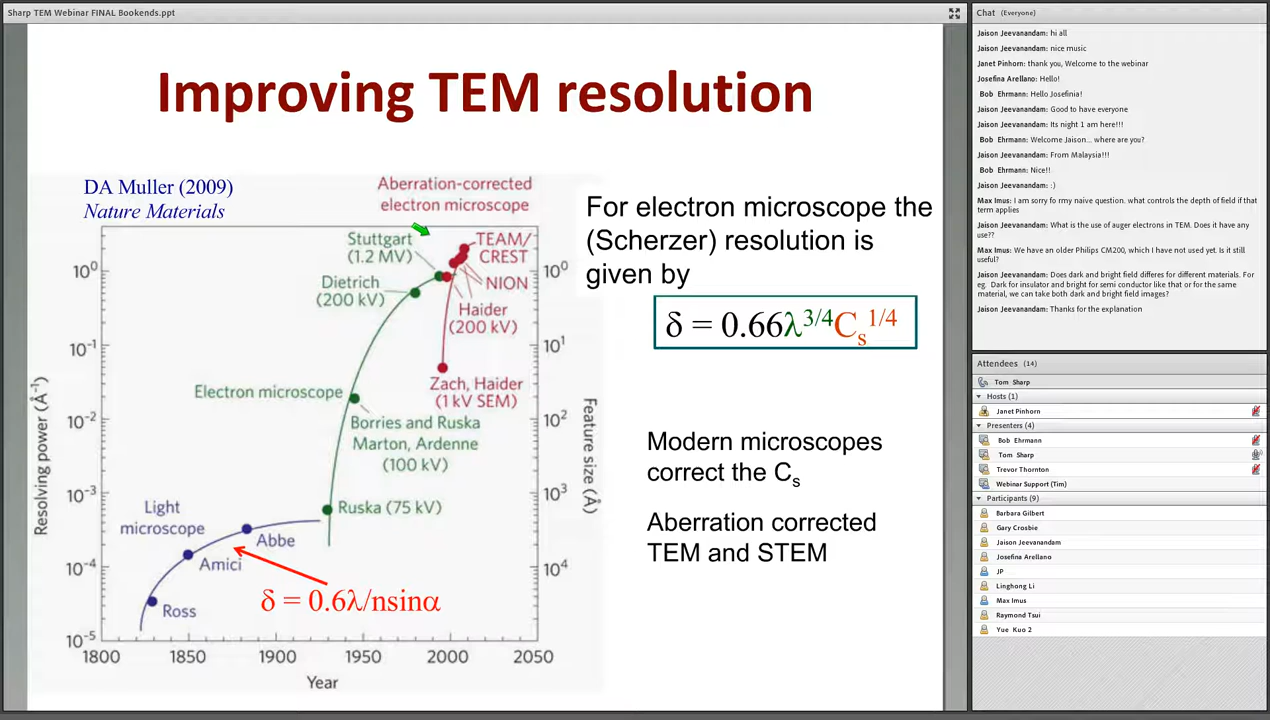 Sharp TEM Webinar FINAL Bookends.ppt
Improving TEM resolution
DA Muller (2009)
Nature Materials
Aberration-corrected
electron microscope
Stuttgart
(1.2 MV)
TEAM/
CREST
Dietrich
(200 kV)
NION
Haider
(200 kV)
Zach, Haider
(1 kV SEM)
Electron microscope
Borries and Ruska
Marton, Ardenne
(100 kV)
Ruska (75 kV)
Light
microscope
Abbe
Amici
Ross
δ = 0.6λ/nsinα
Resolving power (Å⁻¹)
10⁰
10⁻¹
10⁻²
10⁻³
10⁻⁴
10⁻⁵
Feature size (Å)
10⁰
10¹
10²
10³
10⁴
1800 1850 1900 1950 2000 2050
Year
For electron microscope the
(Scherzer) resolution is
given by
δ = 0.66λ^3/4 C_s^1/4
Modern microscopes
correct the C_s
Aberration corrected
TEM and STEM
Chat (Everyone)
Jaison Jeevanandam: hi all
Jaison Jeevanandam: nice music
Janet Pinhorn: thank you, Welcome to the webinar
Josefina Arellano: Hello!
Bob Ehrmann: Hello Josefinia!
Jaison Jeevanandam: Good to have everyone
Jaison Jeevanandam: Its night 1 am here!!!
Bob Ehrmann: Welcome Jaison... where are you?
Jaison Jeevanandam: From Malaysia!!!
Bob Ehrmann: Nice!!
Jaison Jeevanandam: :)
Max Imus: I am sorry fo rmy naive question. what controls the depth of field if that
term applies
Jaison Jeevanandam: What is the use of auger electrons in TEM. Does it have any
use??
Max Imus: We have an older Philips CM200, which I have not used yet. Is it still
useful?
Jaison Jeevanandam: Does dark and bright field differes for different materials. For
eg. Dark for insulator and bright for semi conductor like that or for the same
material, we can take both dark and bright field images?
Jaison Jeevanandam: Thanks for the explanation
Attendees (14)
Tom Sharp
Hosts (1)
Janet Pinhorn
Presenters (4)
Bob Ehrmann
Tom Sharp
Trevor Thornton
Webinar Support (Tim)
Participants (9)
Barbara Gilbert
Gary Crosbie
Jaison Jeevanandam
Josefina Arellano
JP
Linghong Li
Max Imus
Raymond Tsui
Yue Kuo 2